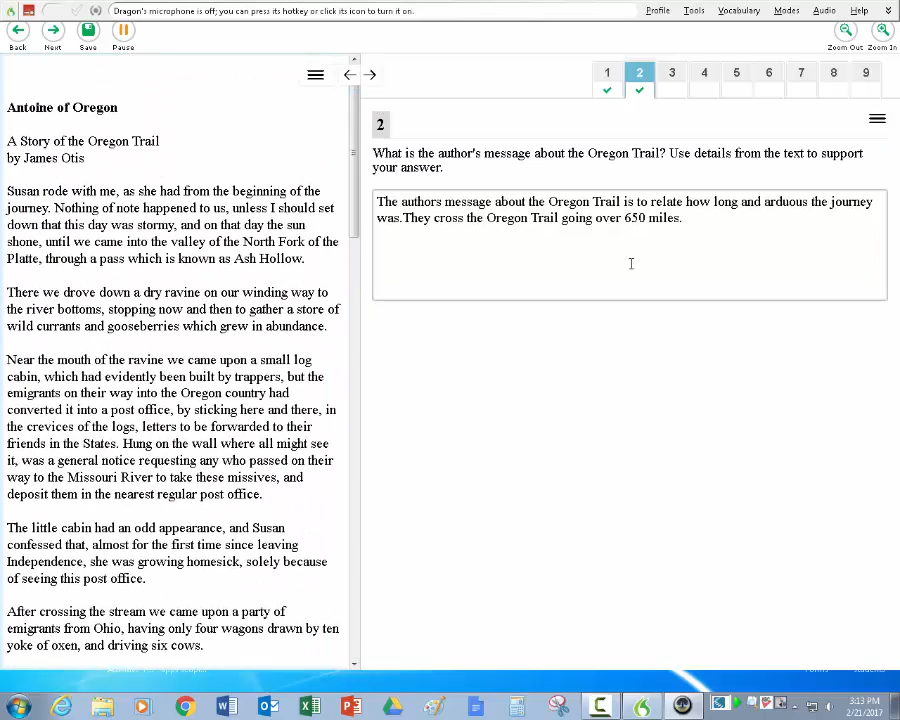 Dragon's microphone is off; you can press its hotkey or click its icon to turn it on.
Profile Tools Vocabulary Modes Audio Help
Back Next Save Pause Zoom Out Zoom In
1 2 3 4 5 6 7 8 9
Antoine of Oregon
A Story of the Oregon Trail
by James Otis
Susan rode with me, as she had from the beginning of the
journey. Nothing of note happened to us, unless I should set
down that this day was stormy, and on that day the sun
shone, until we came into the valley of the North Fork of the
Platte, through a pass which is known as Ash Hollow.
There we drove down a dry ravine on our winding way to
the river bottoms, stopping now and then to gather a store of
wild currants and gooseberries which grew in abundance.
Near the mouth of the ravine we came upon a small log
cabin, which had evidently been built by trappers, but the
emigrants on their way into the Oregon country had
converted it into a post office, by sticking here and there, in
the crevices of the logs, letters to be forwarded to their
friends in the States. Hung on the wall where all might see
it, was a general notice requesting any who passed on their
way to the Missouri River to take these missives, and
deposit them in the nearest regular post office.
The little cabin had an odd appearance, and Susan
confessed that, almost for the first time since leaving
Independence, she was growing homesick, solely because
of seeing this post office.
After crossing the stream we came upon a party of
emigrants from Ohio, having only four wagons drawn by ten
yoke of oxen, and driving six cows.
2
What is the author's message about the Oregon Trail? Use details from the text to support
your answer.
The authors message about the Oregon Trail is to relate how long and arduous the journey
was.They cross the Oregon Trail going over 650 miles.
3:13 PM
2/21/2017